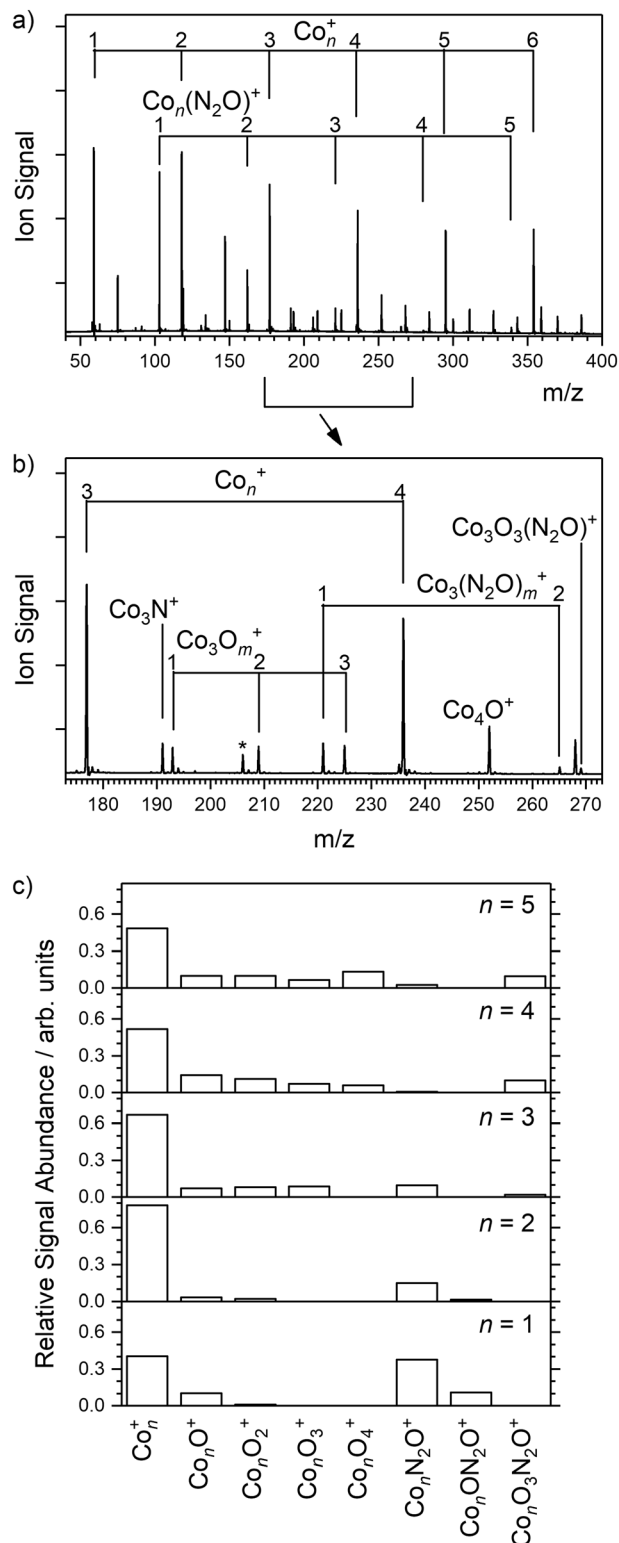 a)
Co_n^+
1 2 3 4 5 6
Co_n(N_2O)^+
1 2 3 4 5
Ion Signal
50 100 150 200 250 300 350 400
m/z
b)
Co_n^+
3 4
Co_3O_3(N_2O)^+
Co_3(N_2O)_m^+
1 2
Co_3N^+
Co_3O_m^+
1 2 3
Co_4O^+
*
Ion Signal
180 190 200 210 220 230 240 250 260 270
m/z
c)
Relative Signal Abundance / arb. units
n = 5
0.6
0.3
0.0
n = 4
0.6
0.3
0.0
n = 3
0.6
0.3
0.0
n = 2
0.6
0.3
0.0
n = 1
0.6
0.3
0.0
Co_n^+
Co_nO^+
Co_nO_2^+
Co_nO_3^+
Co_nO_4^+
Co_nN_2O^+
Co_nON_2O^+
Co_nO_3N_2O^+